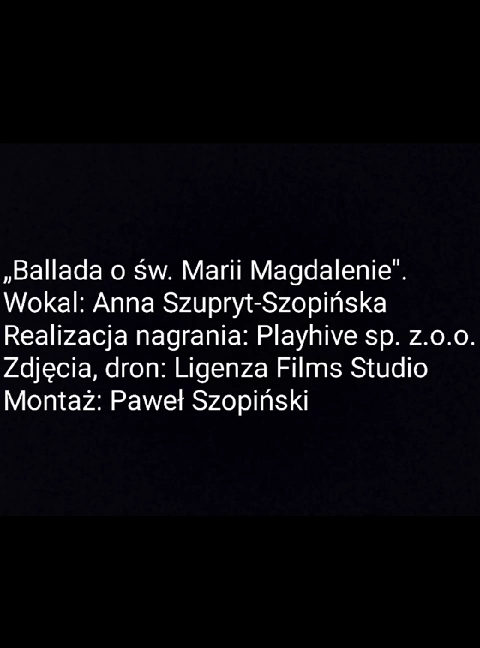 „Ballada o św. Marii Magdalenie".
Wokal: Anna Szupryt-Szopińska
Realizacja nagrania: Playhive sp. z.o.o.
Zdjęcia, dron: Ligenza Films Studio
Montaż: Paweł Szopiński